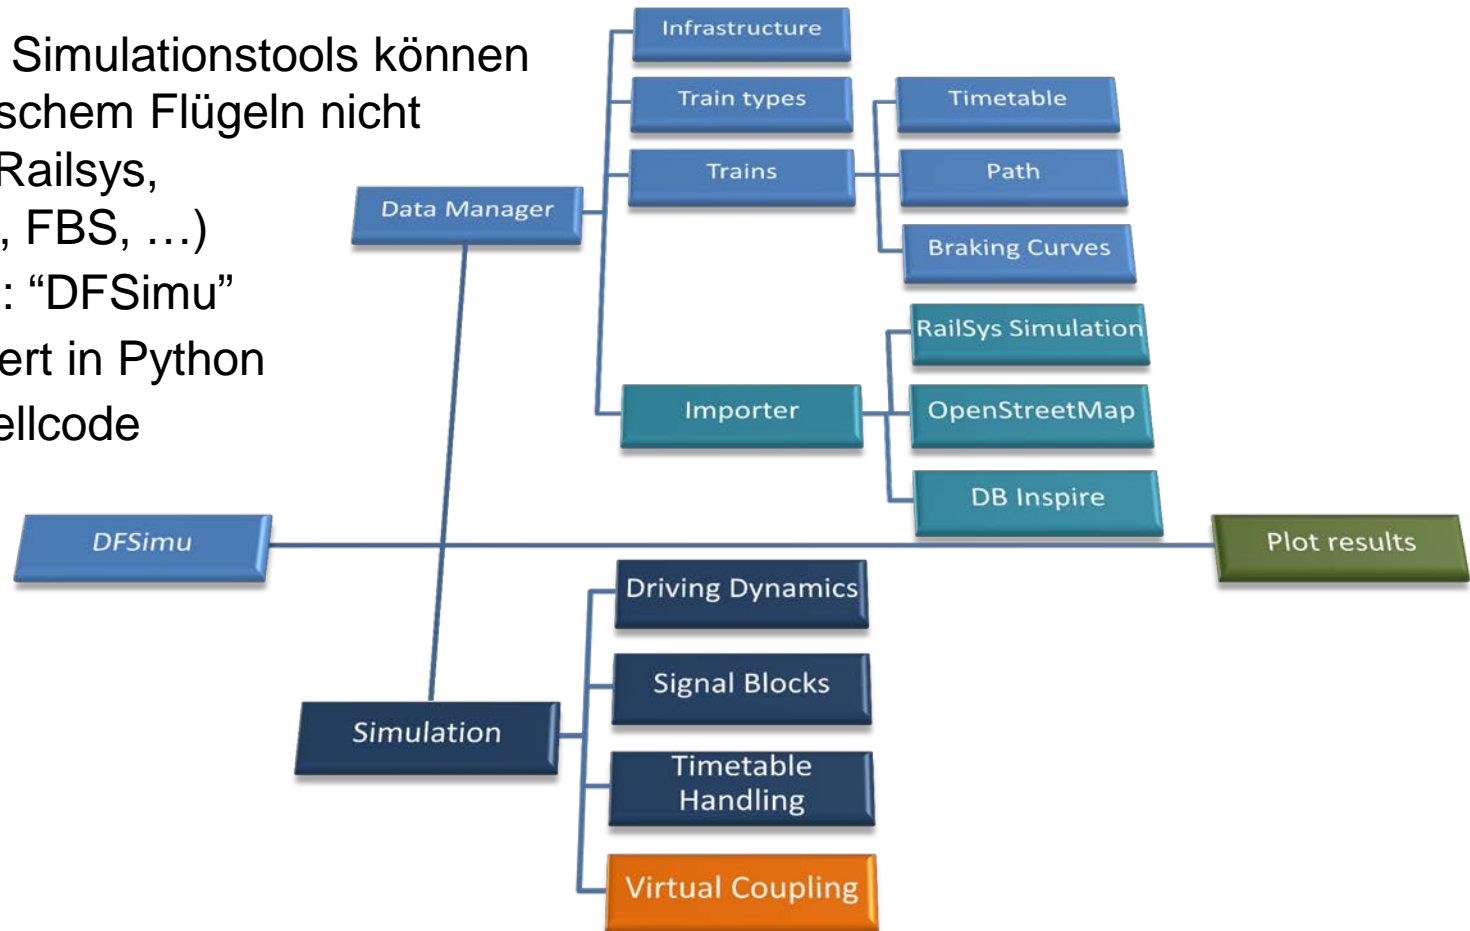 Simulationstools können
schem Flügeln nicht
Railsys,
, FBS, …)
: “DFSimu”
ert in Python
ellcode
Infrastructure
Train types
Trains
Timetable
Path
Braking Curves
Data Manager
Importer
RailSys Simulation
OpenStreetMap
DB Inspire
DFSimu
Plot results
Simulation
Driving Dynamics
Signal Blocks
Timetable
Handling
Virtual Coupling